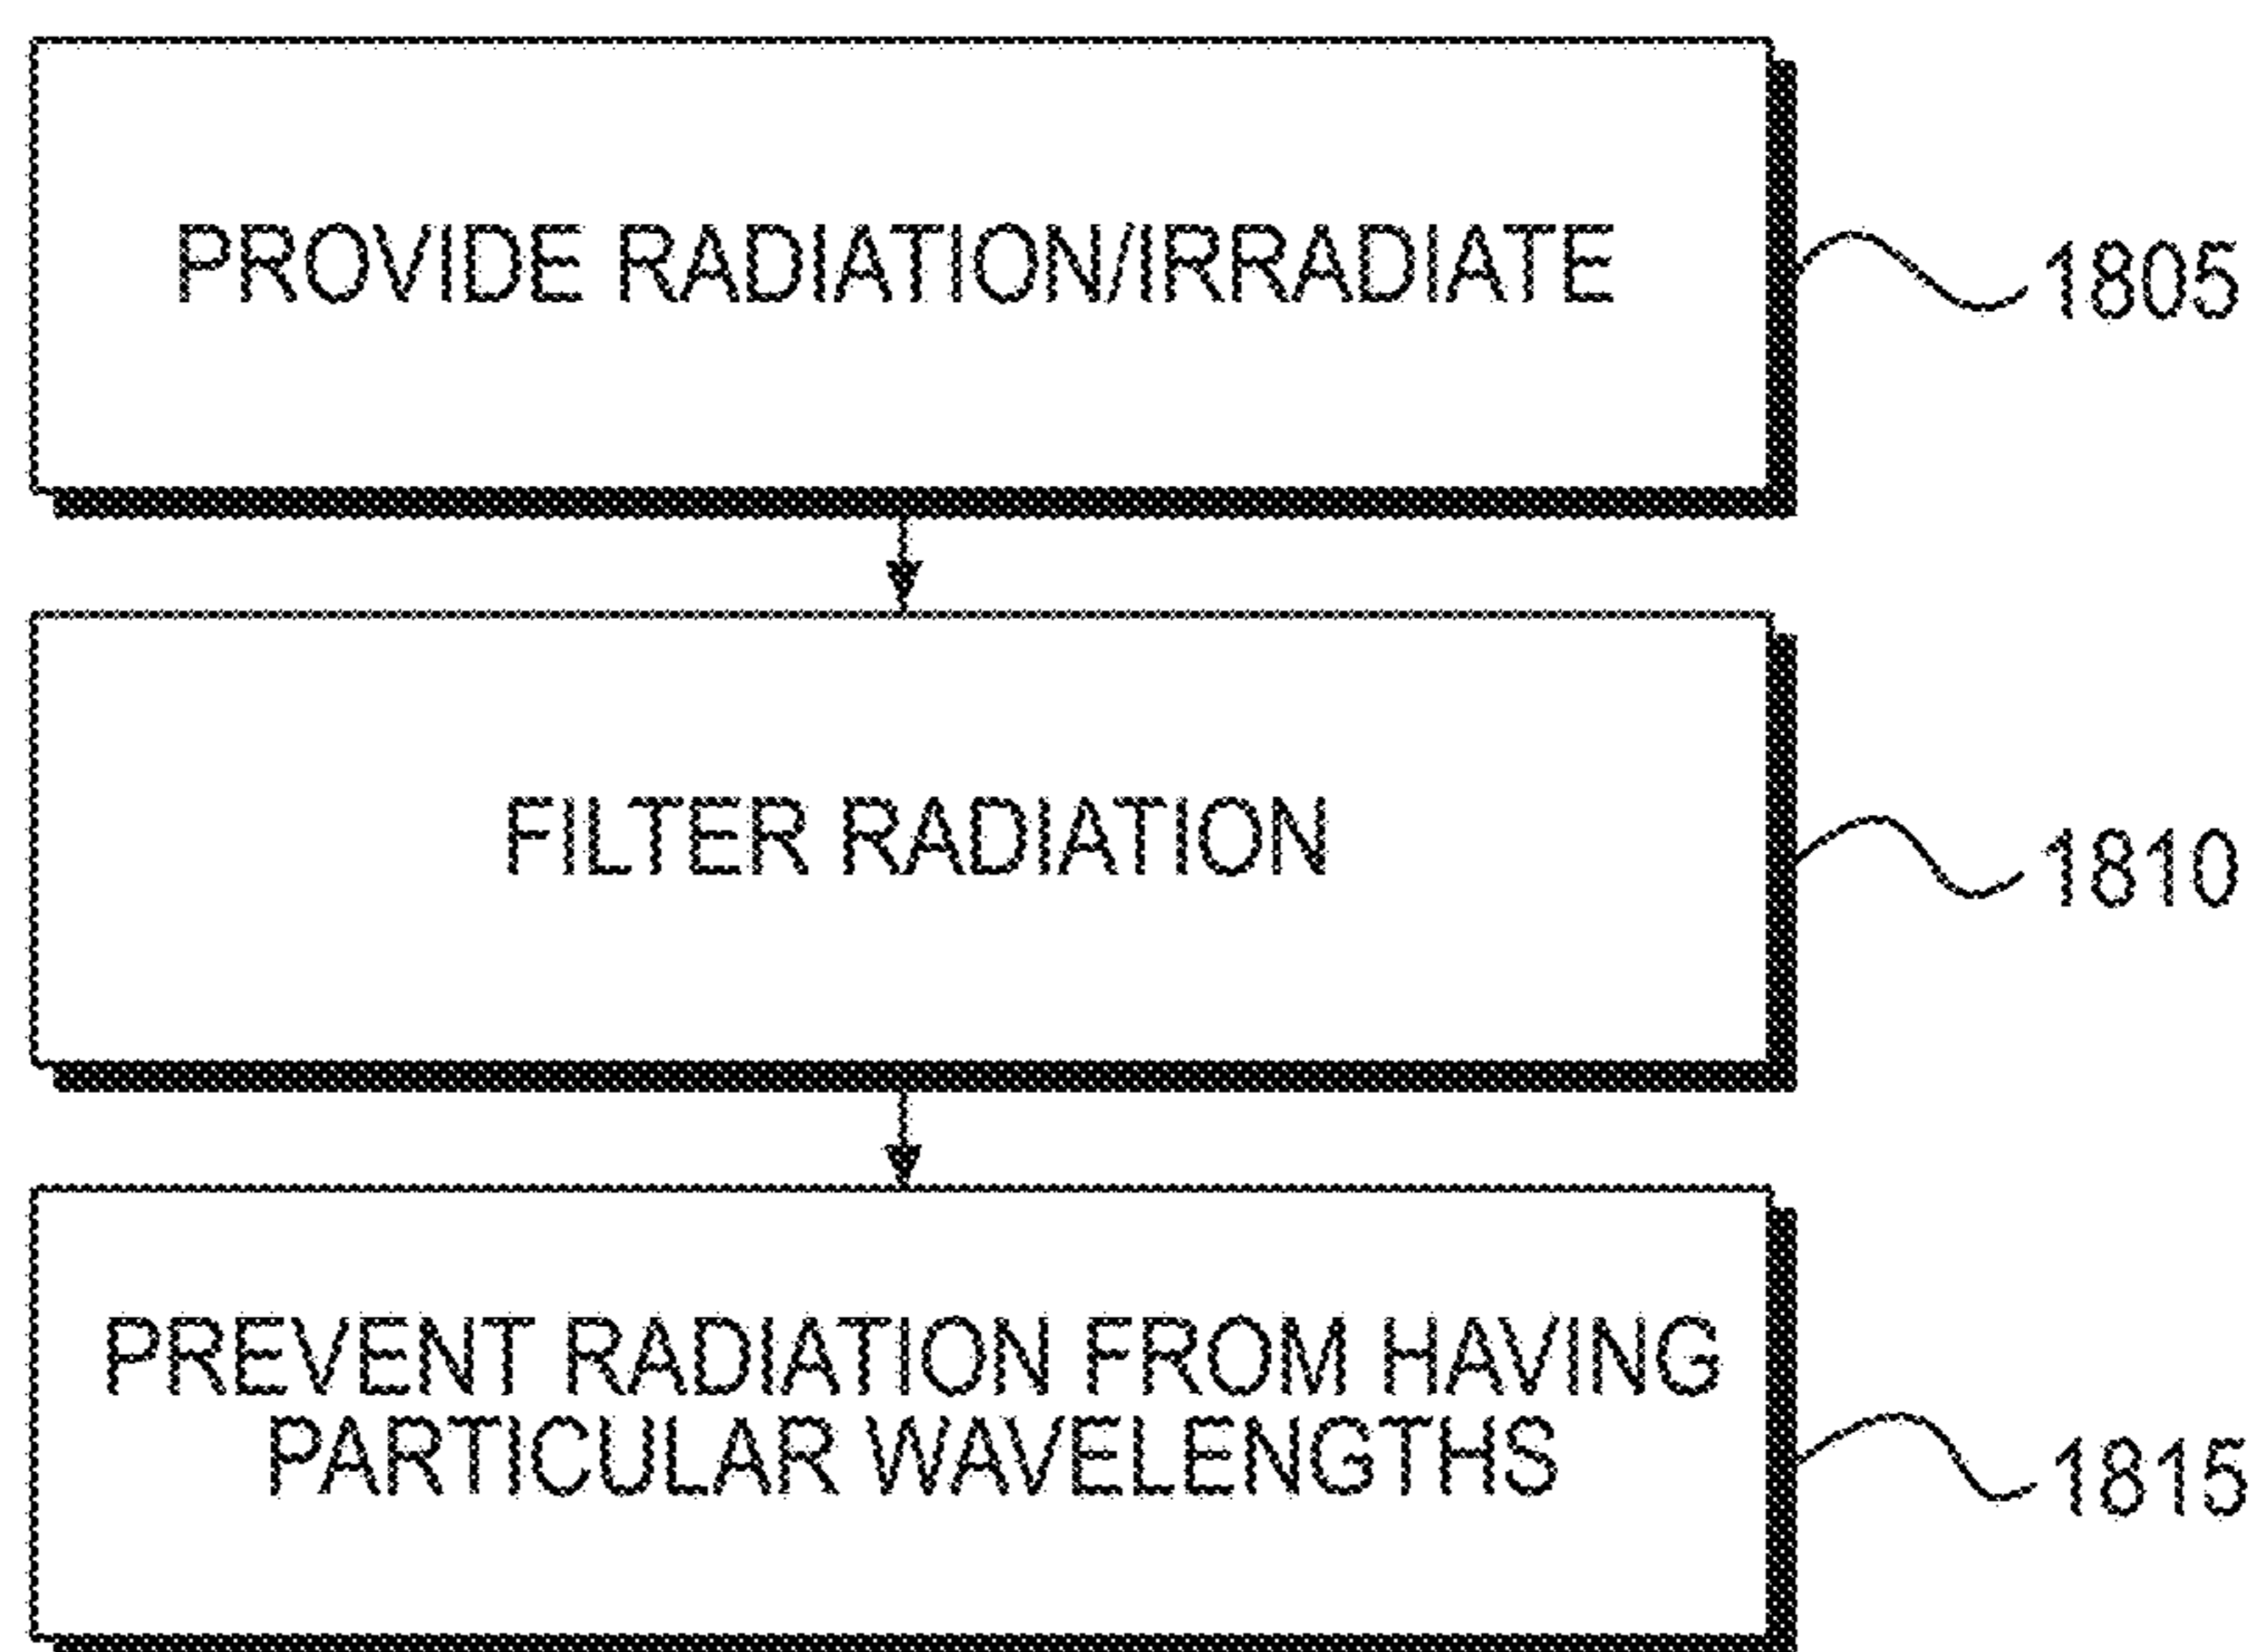 PROVIDE RADIATION/IRRADIATE
1805
FILTER RADIATION
1810
PREVENT RADIATION FROM HAVING
PARTICULAR WAVELENGTHS
1815